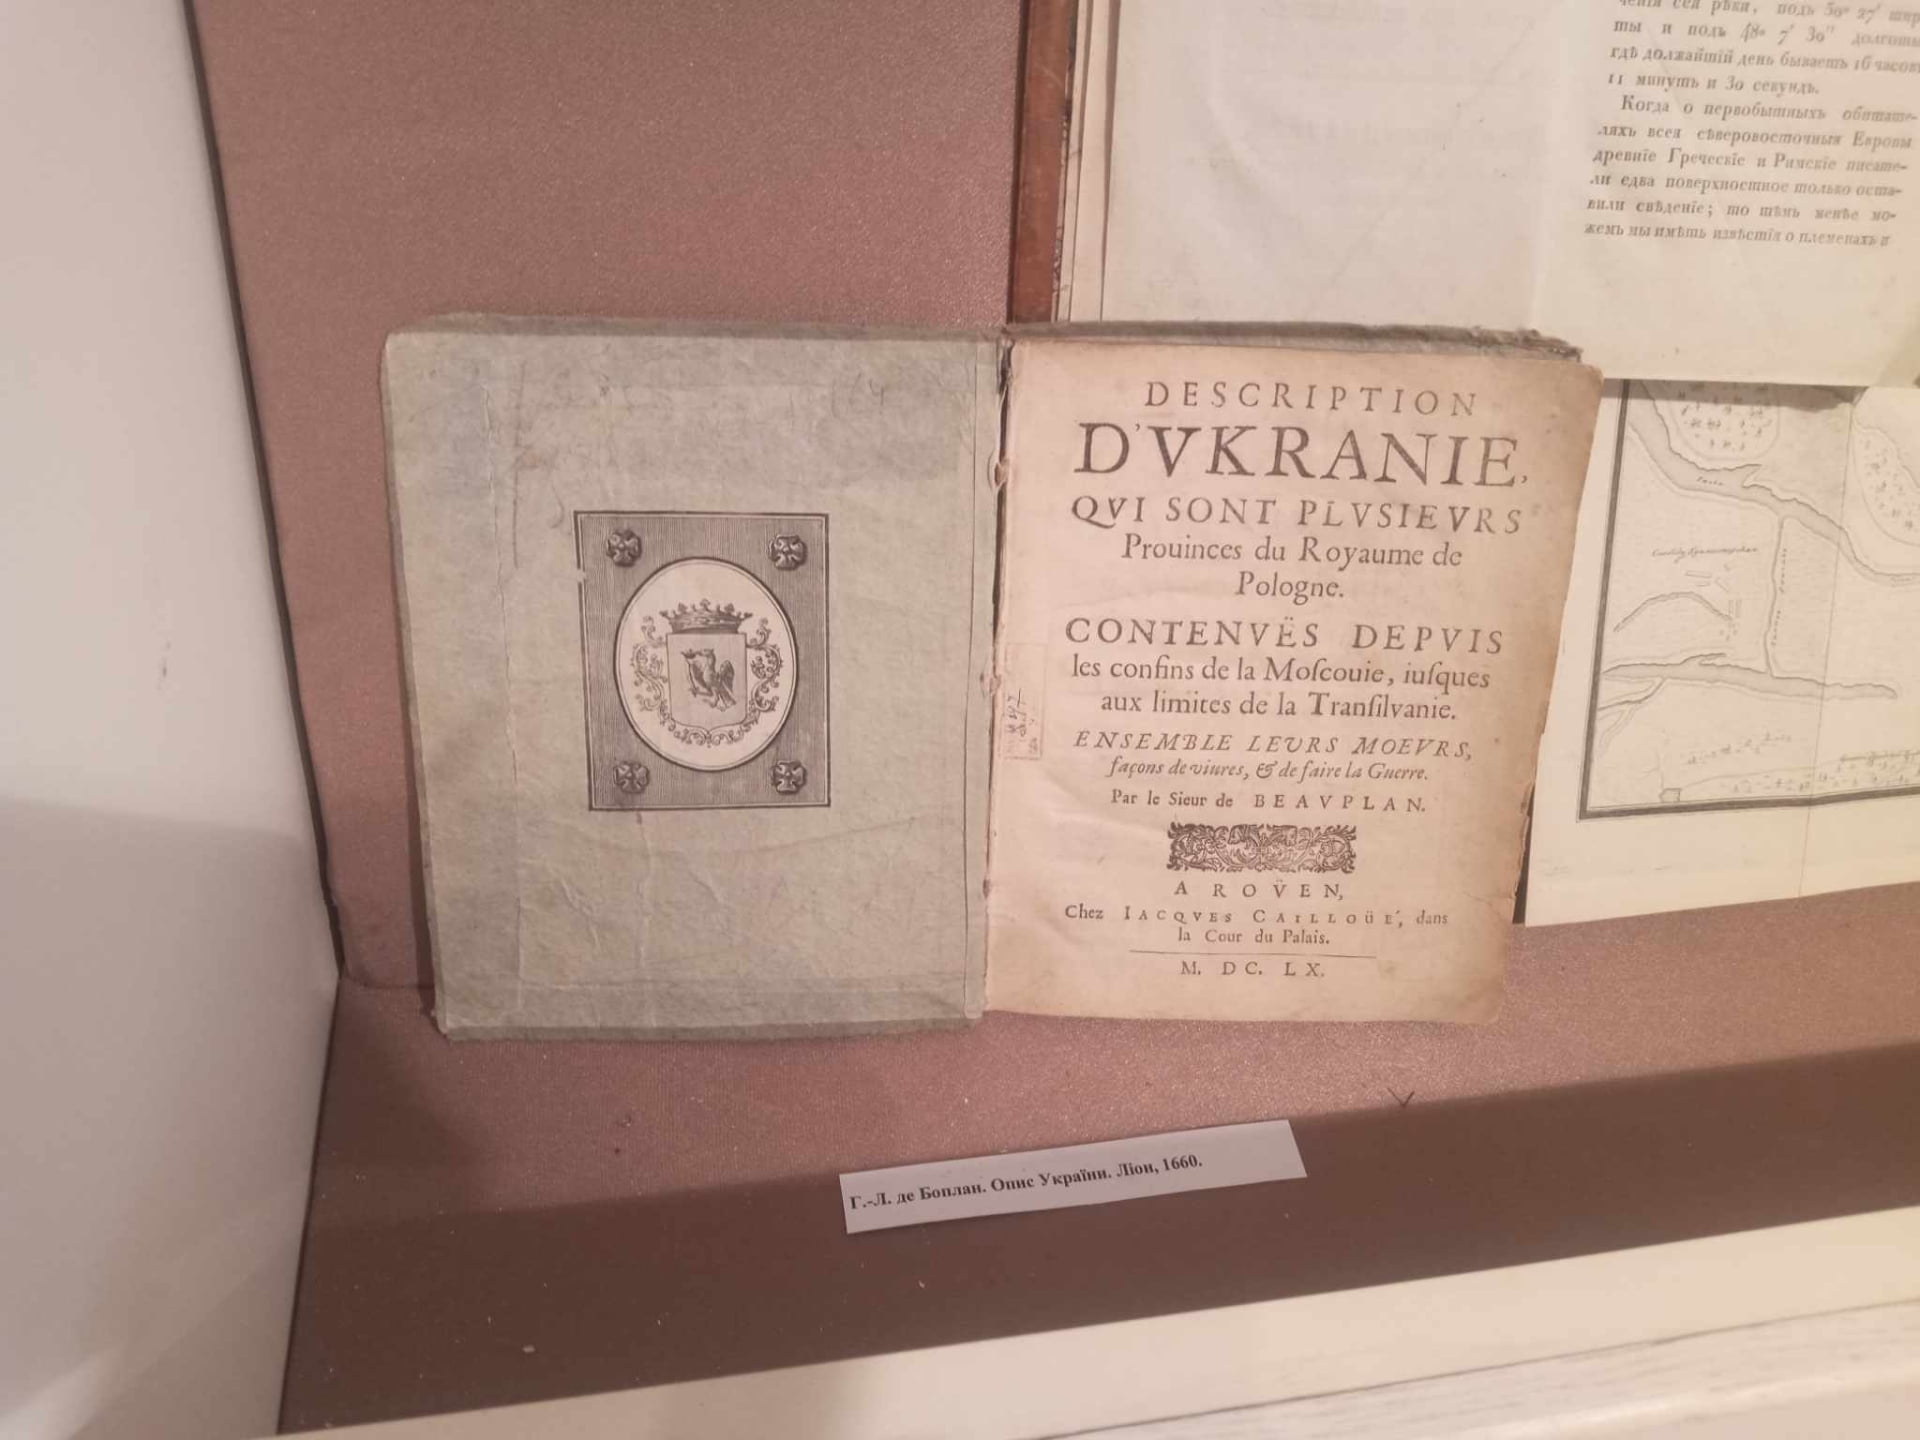 DESCRIPTION
D'VKRANIE,
QVI SONT PLVSIEVRS
Prouinces du Royaume de
Pologne.
CONTENVËS DEPVIS
les confins de la Moſcouie, iuſques
aux limites de la Tranſilvanie.
ENSEMBLE LEVRS MOEVRS,
façons de viures, & de faire la Guerre.
Par le Sieur de BEAVPLAN.
A ROVEN,
Chez IACQVES CAILLOÜÉ, dans
la Cour du Palais.
M. DC. LX.
Г.-Л. де Боплан. Опис України. Ліон, 1660.
сея рѣки, подъ 50° 27′
ты и подъ 48° 7′ 30″ долготы
гдѣ должайшій день бываетъ 16 часовъ
11 минутъ и 30 секундъ.
Когда о первобытныхъ обитате-
ляхъ всея сѣверовосточныя Европы
древніе Греческіе и Римскіе писате-
ли едва поверхностное только оста-
вили свѣденіе; то тѣмъ менѣе мо-
жемъ мы имѣть извѣстія о племенахъ и